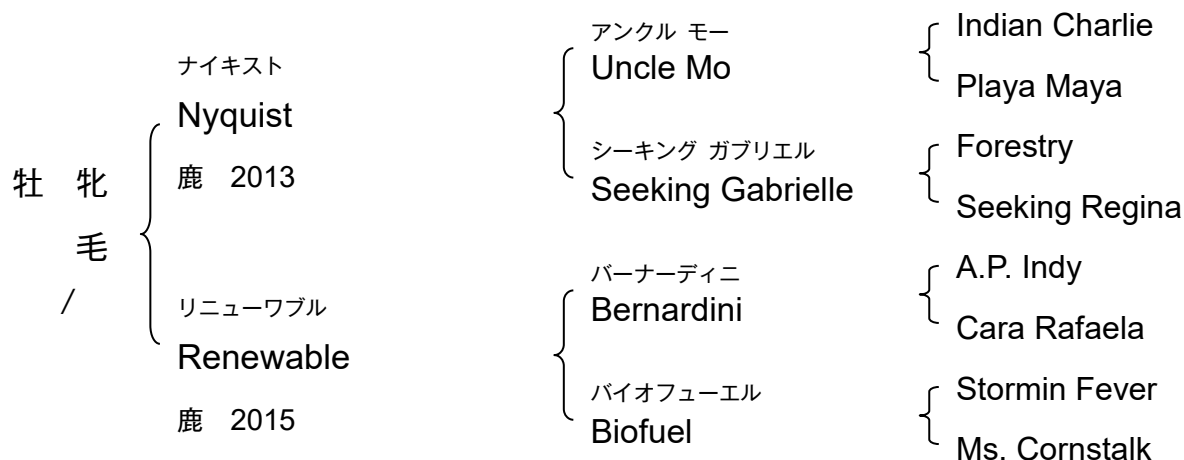 牡 牝
毛
/
ナイキスト
Nyquist
鹿 2013
リニューワブル
Renewable
鹿 2015
アンクル モー
Uncle Mo
シーキング ガブリエル
Seeking Gabrielle
バーナーディニ
Bernardini
バイオフューエル
Biofuel
Indian Charlie
Playa Maya
Forestry
Seeking Regina
A.P. Indy
Cara Rafaela
Stormin Fever
Ms. Cornstalk